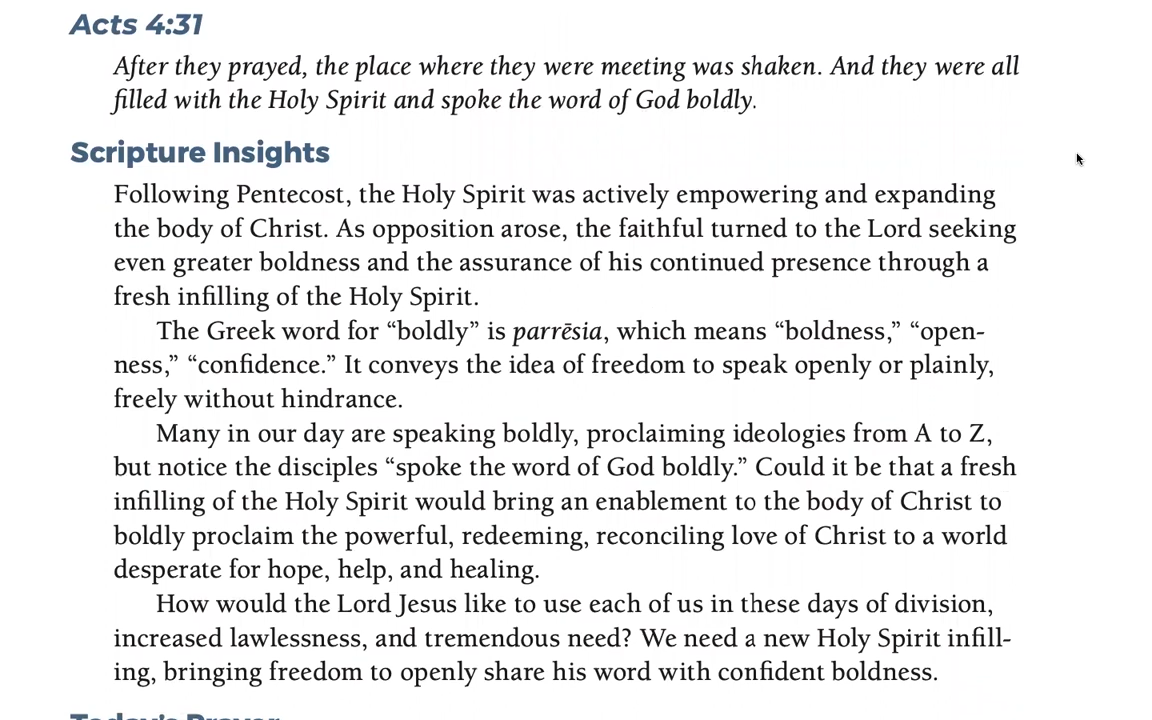 Acts 4:31
After they prayed, the place where they were meeting was shaken. And they were all
filled with the Holy Spirit and spoke the word of God boldly.
Scripture Insights
Following Pentecost, the Holy Spirit was actively empowering and expanding
the body of Christ. As opposition arose, the faithful turned to the Lord seeking
even greater boldness and the assurance of his continued presence through a
fresh infilling of the Holy Spirit.
The Greek word for “boldly” is parrēsia, which means “boldness,” “open-
ness,” “confidence.” It conveys the idea of freedom to speak openly or plainly,
freely without hindrance.
Many in our day are speaking boldly, proclaiming ideologies from A to Z,
but notice the disciples “spoke the word of God boldly.” Could it be that a fresh
infilling of the Holy Spirit would bring an enablement to the body of Christ to
boldly proclaim the powerful, redeeming, reconciling love of Christ to a world
desperate for hope, help, and healing.
How would the Lord Jesus like to use each of us in these days of division,
increased lawlessness, and tremendous need? We need a new Holy Spirit infill-
ing, bringing freedom to openly share his word with confident boldness.
Today's Prayer